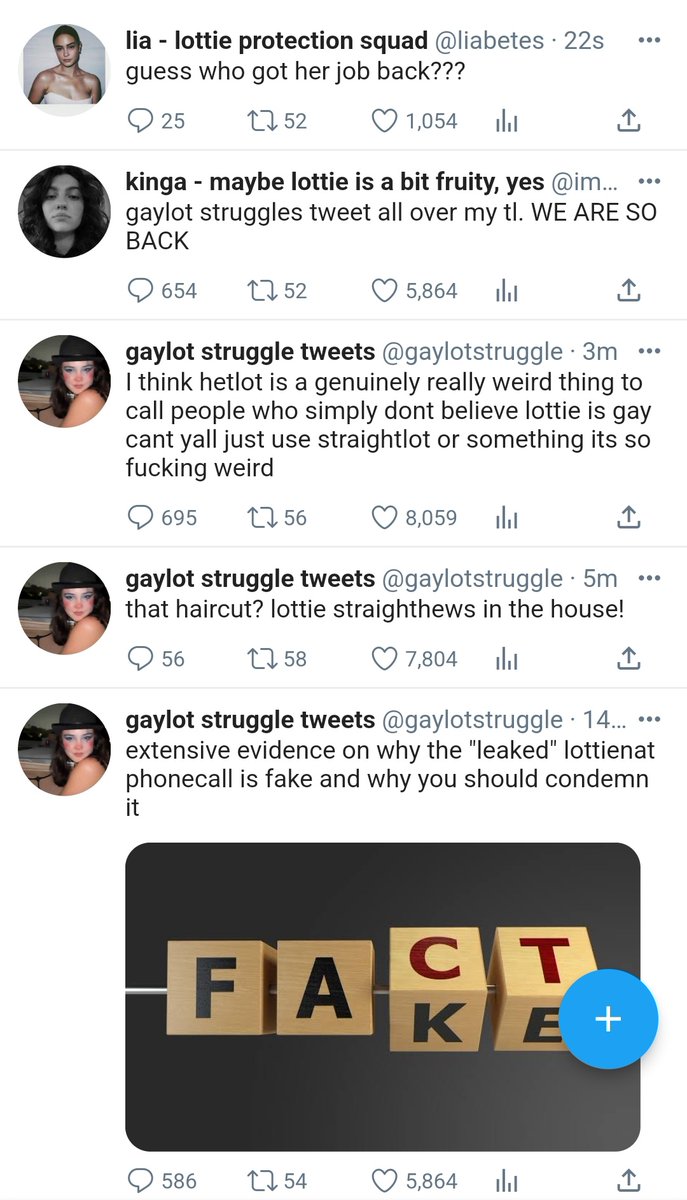 lia - lottie protection squad @liabetes · 22s
guess who got her job back???
25 52 1,054
kinga - maybe lottie is a bit fruity, yes @im...
gaylot struggles tweet all over my tl. WE ARE SO
BACK
654 52 5,864
gaylot struggle tweets @gaylotstruggle · 3m
I think hetlot is a genuinely really weird thing to
call people who simply dont believe lottie is gay
cant yall just use straightlot or something its so
fucking weird
695 56 8,059
gaylot struggle tweets @gaylotstruggle · 5m
that haircut? lottie straighthews in the house!
56 58 7,804
gaylot struggle tweets @gaylotstruggle · 14...
extensive evidence on why the "leaked" lottienat
phonecall is fake and why you should condemn
it
F A C T
K E
586 54 5,864